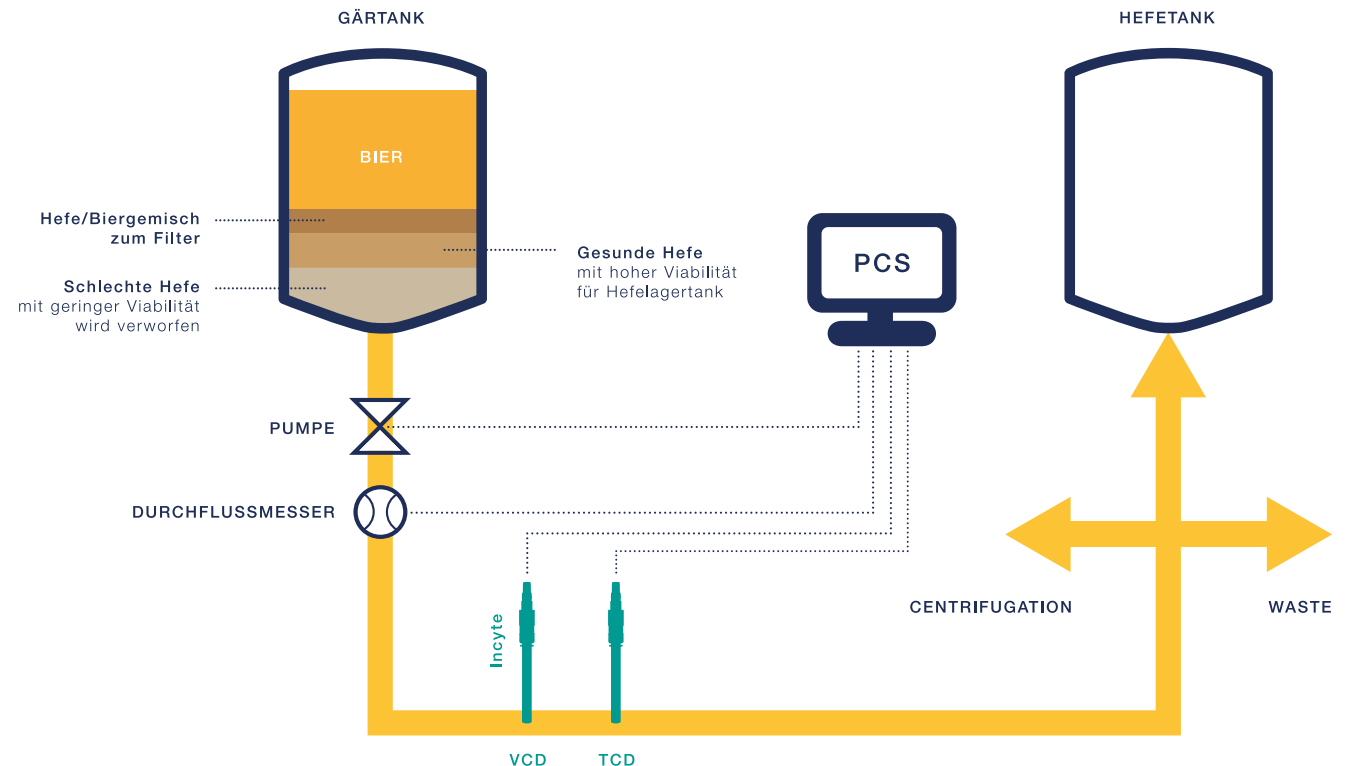 GÄRTANK
HEFETANK
BIER
Hefe/Biergemisch
zum Filter
Gesunde Hefe
mit hoher Viabilität
für Hefelagertank
Schlechte Hefe
mit geringer Viabilität
wird verworfen
PCS
PUMPE
DURCHFLUSSMESSER
Incyte
VCD
TCD
CENTRIFUGATION
WASTE